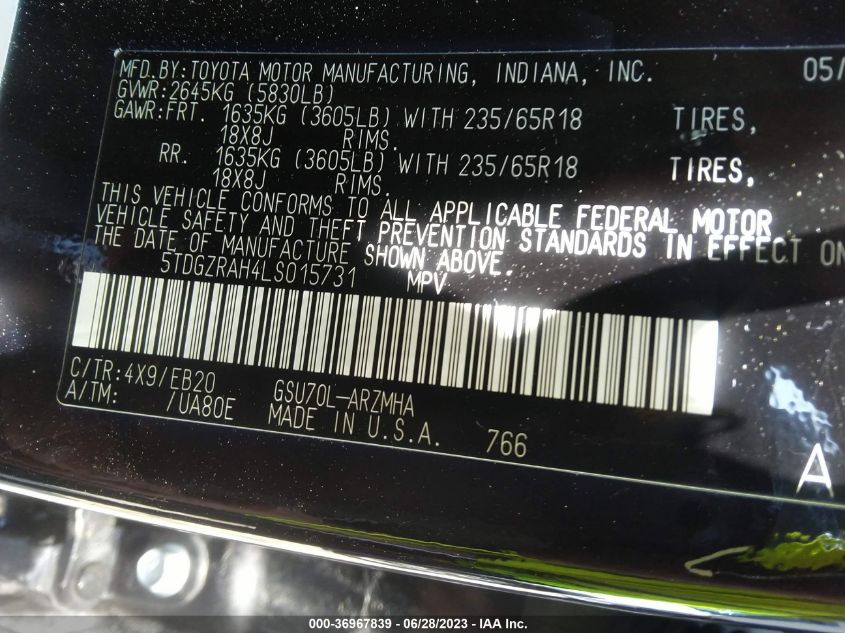 MFD.BY:TOYOTA MOTOR MANUFACTURING, INDIANA, INC. 05/
GVWR:2645KG (5830LB)
GAWR:FRT. 1635KG (3605LB) WITH 235/65R18 TIRES,
18X8J RIMS.
RR. 1635KG (3605LB) WITH 235/65R18 TIRES,
18X8J RIMS.
THIS VEHICLE CONFORMS TO ALL APPLICABLE FEDERAL MOTOR
VEHICLE SAFETY AND THEFT PREVENTION STANDARDS IN EFFECT ON
THE DATE OF MANUFACTURE SHOWN ABOVE.
5TDGZRAH4LS015731 MPV
C/TR:4X9/EB20 GSU70L-ARZMHA
A/TM: /UA80E MADE IN U.S.A. 766
A
000-36967839 / 06/28/2023 / IAA Inc.